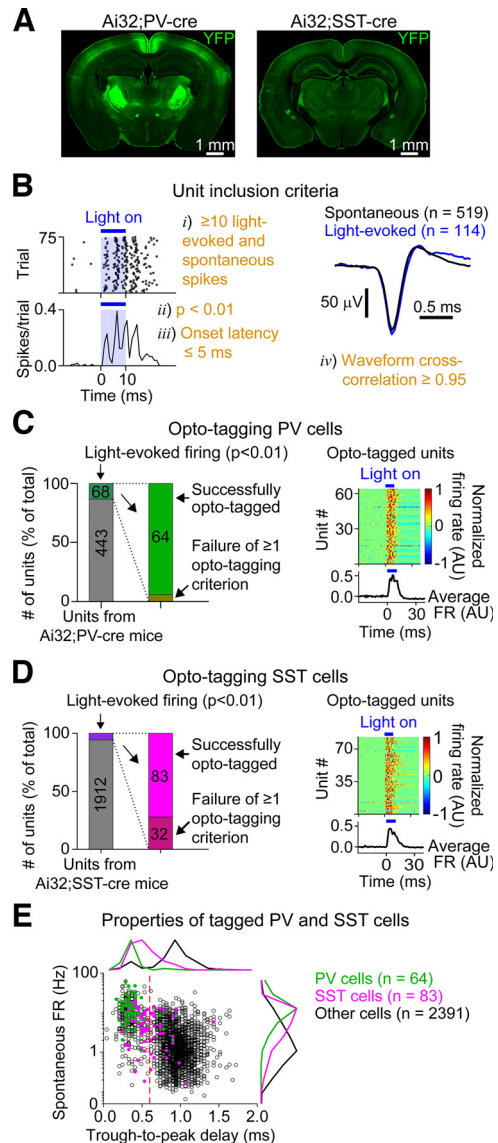 A
Ai32;PV-cre
Ai32;SST-cre
YFP
YFP
1 mm
1 mm
B
Unit inclusion criteria
Light on
75
Trial
i) ≥10 light-
evoked and
spontaneous
spikes
0.4
Spikes/trial
0.0
ii) p < 0.01
iii) Onset latency
≤ 5 ms
0 10
Time (ms)
Spontaneous (n = 519)
Light-evoked (n = 114)
50 µV
0.5 ms
iv) Waveform cross-
correlation ≥ 0.95
C
Opto-tagging PV cells
Light-evoked firing (p<0.01)
# of units (% of total)
100
50
0
68
443
64
Successfully
opto-tagged
Failure of ≥1
opto-tagging
criterion
Units from
Ai32;PV-cre mice
Opto-tagged units
Light on
Unit #
60
30
0
1
0
-1
Normalized
firing rate (AU)
0.5
0.0
Average
FR (AU)
0 30
Time (ms)
D
Opto-tagging SST cells
Light-evoked firing (p<0.01)
# of units (% of total)
100
50
0
1912
83
32
Successfully
opto-tagged
Failure of ≥1
opto-tagging
criterion
Units from
Ai32;SST-cre mice
Opto-tagged units
Light on
Unit #
70
35
0
1
0
-1
Normalized
firing rate (AU)
0.5
0.0
Average
FR (AU)
0 30
Time (ms)
E
Properties of tagged PV and SST cells
Spontaneous FR (Hz)
100
1
PV cells (n = 64)
SST cells (n = 83)
Other cells (n = 2391)
0.0 0.5 1.0 1.5 2.0
Trough-to-peak delay (ms)